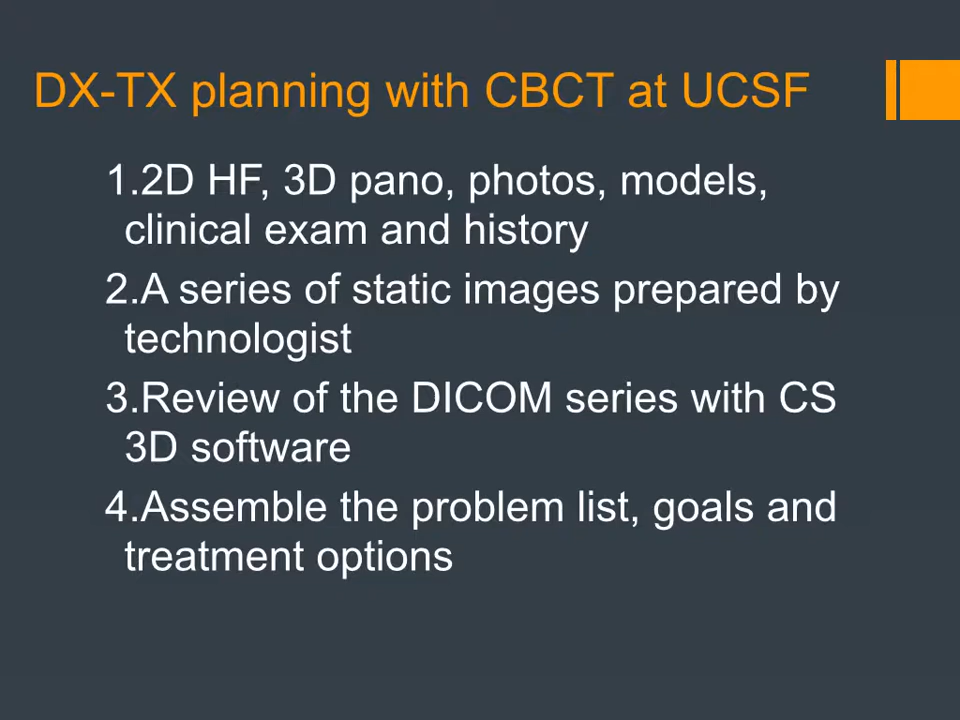 DX-TX planning with CBCT at UCSF
1.2D HF, 3D pano, photos, models,
clinical exam and history
2.A series of static images prepared by
technologist
3.Review of the DICOM series with CS
3D software
4.Assemble the problem list, goals and
treatment options